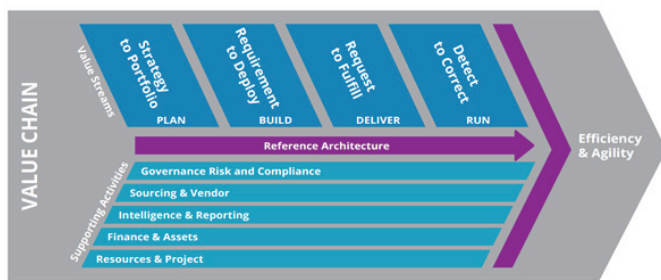 VALUE CHAIN
Value Streams
Strategy
to Portfolio
PLAN
Requirement
to Deploy
BUILD
Request
to Fulfill
DELIVER
Detect
to Correct
RUN
Reference Architecture
Efficiency
& Agility
Supporting Activities
Governance Risk and Compliance
Sourcing & Vendor
Intelligence & Reporting
Finance & Assets
Resources & Project